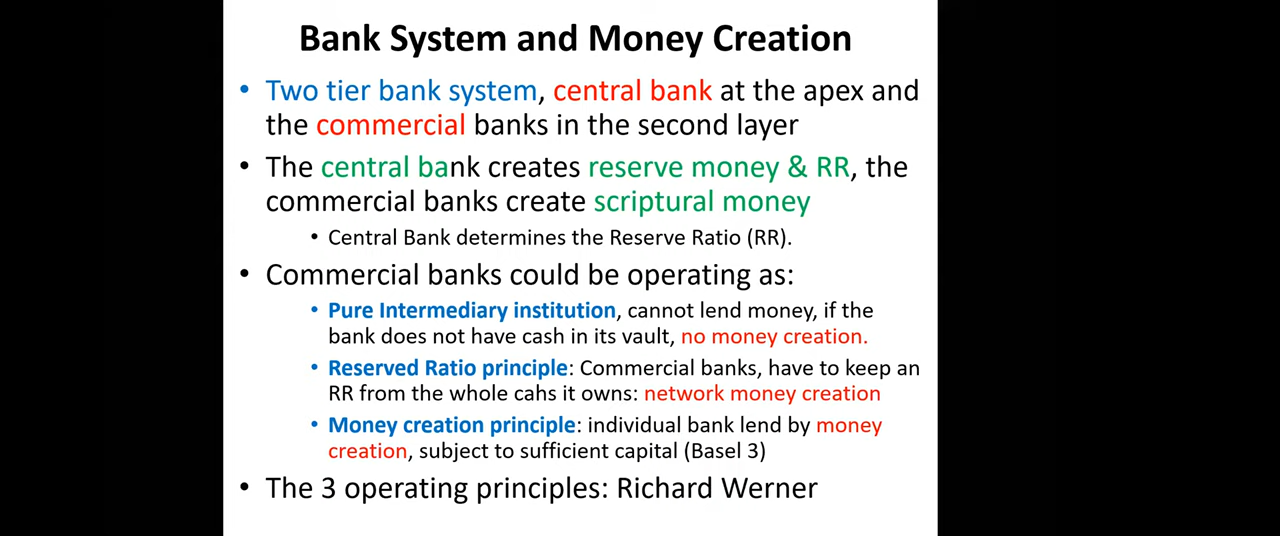 Bank System and Money Creation
• Two tier bank system, central bank at the apex and
the commercial banks in the second layer
• The central bank creates reserve money & RR, the
commercial banks create scriptural money
• Central Bank determines the Reserve Ratio (RR).
• Commercial banks could be operating as:
• Pure Intermediary institution, cannot lend money, if the
bank does not have cash in its vault, no money creation.
• Reserved Ratio principle: Commercial banks, have to keep an
RR from the whole cahs it owns: network money creation
• Money creation principle: individual bank lend by money
creation, subject to sufficient capital (Basel 3)
• The 3 operating principles: Richard Werner